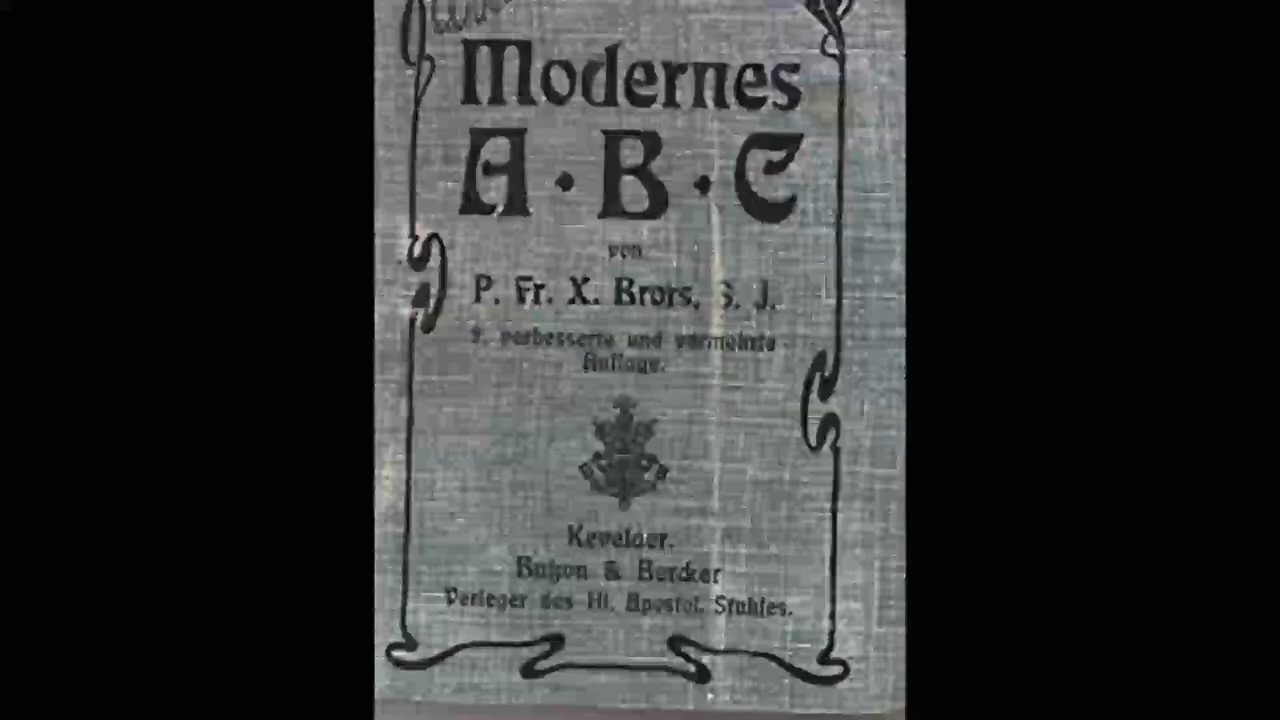 Modernes
A · B · C
von
P. Fr. X. Brors, S. J.
verbesserte und vermehrte
Auflage.
Kevelaer.
Butzon & Bercker
Verleger des Hl. Apostol. Stuhles.